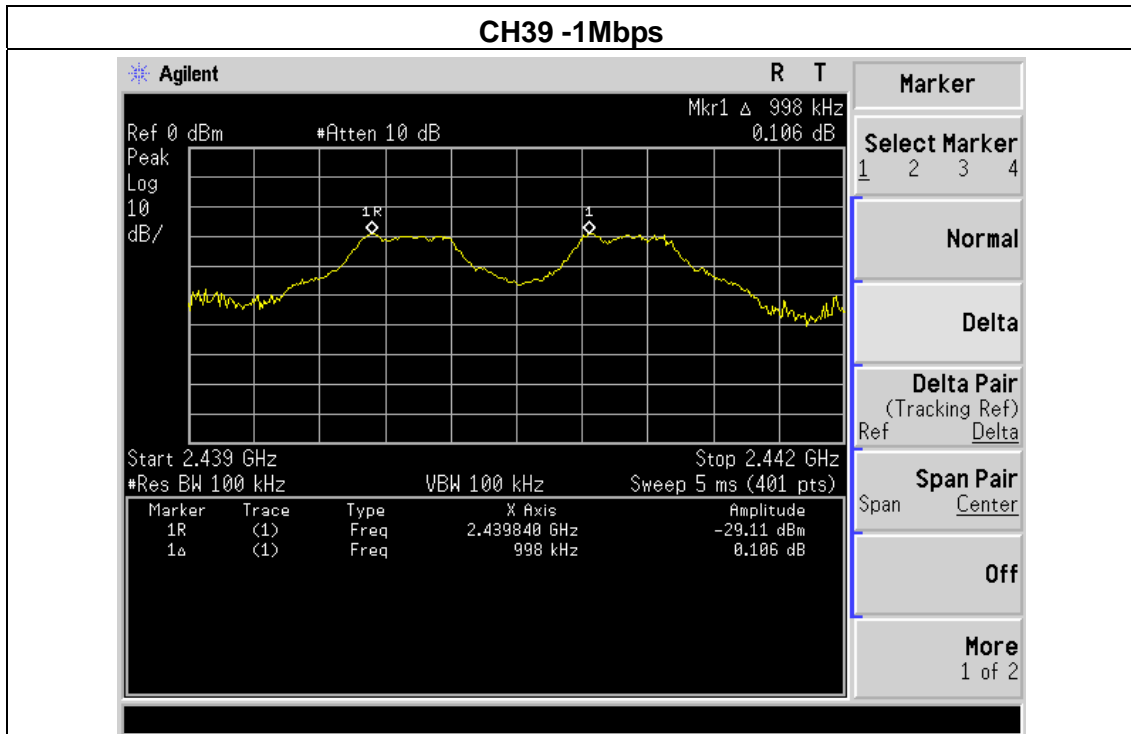 CH39 -1Mbps
Agilent R T
Mkr1 Δ 998 kHz
Ref 0 dBm #Atten 10 dB 0.106 dB
Peak
Log
10
dB/
1R 1
Start 2.439 GHz Stop 2.442 GHz
#Res BW 100 kHz VBW 100 kHz Sweep 5 ms (401 pts)
Marker Trace Type X Axis Amplitude
1R (1) Freq 2.439840 GHz -29.11 dBm
1Δ (1) Freq 998 kHz 0.106 dB
Marker
Select Marker
1 2 3 4
Normal
Delta
Delta Pair
(Tracking Ref)
Ref Delta
Span Pair
Span Center
Off
More
1 of 2